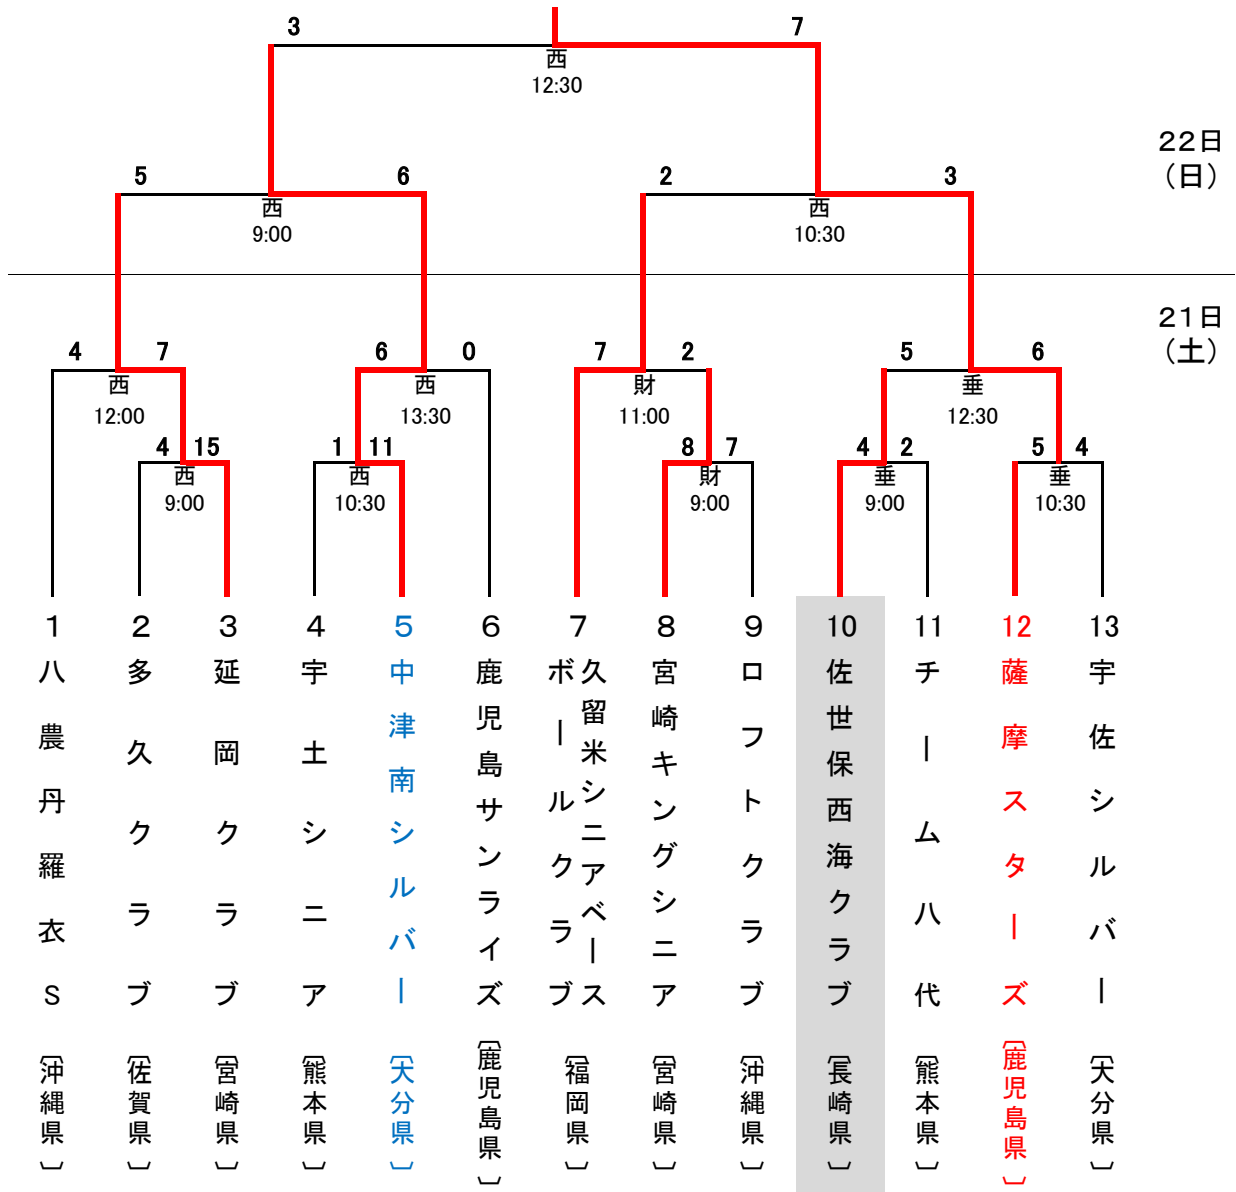 3 7
西
12:30
22日
（日）
5 6 2 3
西 西
9:00 10:30
21日
（土）
4 7 6 0 7 2 5 6
西 西 財 垂
12:00 13:30 11:00 12:30
4 15 1 11 8 7 4 2 5 4
西 西 財 垂 垂
9:00 10:30 9:00 9:00 10:30
1 八農丹羅衣S 〔沖縄県〕
2 多久クラブ 〔佐賀県〕
3 延岡クラブ 〔宮崎県〕
4 宇土シニア 〔熊本県〕
5 中津南シルバー 〔大分県〕
6 鹿児島サンライズ 〔鹿児島県〕
7 久留米シニアベース
ボールクラブ 〔福岡県〕
8 宮崎キングシニア 〔宮崎県〕
9 ロフトクラブ 〔沖縄県〕
10 佐世保西海クラブ 〔長崎県〕
11 チーム八代 〔熊本県〕
12 薩摩スターズ 〔鹿児島県〕
13 宇佐シルバー 〔大分県〕